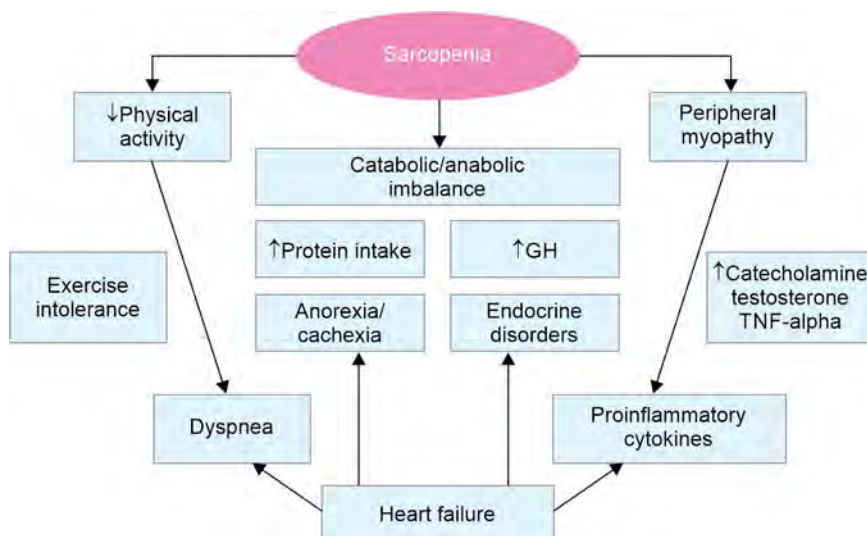 Sarcopenia
↓Physical
activity
Peripheral
myopathy
Catabolic/anabolic
imbalance
↑Protein intake
↑GH
Exercise
intolerance
↑Catecholamine
testosterone
TNF-alpha
Anorexia/
cachexia
Endocrine
disorders
Dyspnea
Proinflammatory
cytokines
Heart failure